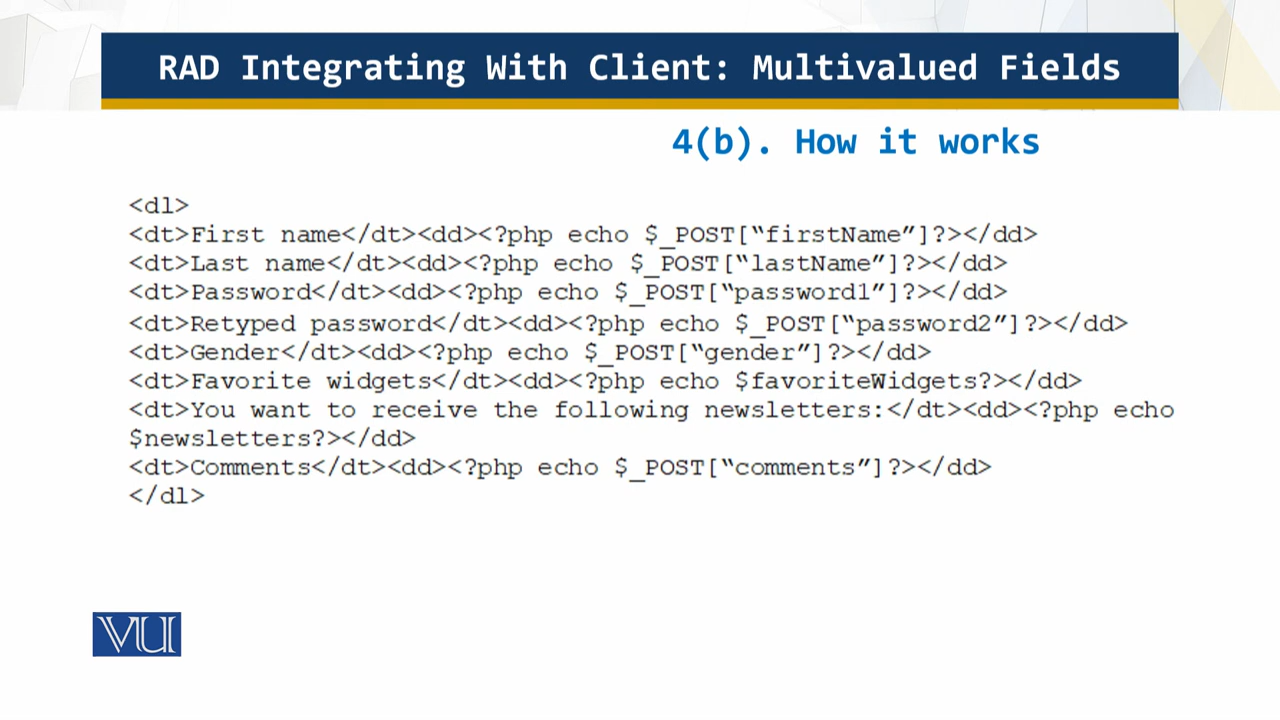 RAD Integrating With Client: Multivalued Fields
4(b). How it works
<dl>
<dt>First name</dt><dd><?php echo $_POST[“firstName”]?></dd>
<dt>Last name</dt><dd><?php echo $_POST[“lastName”]?></dd>
<dt>Password</dt><dd><?php echo $_POST[“password1”]?></dd>
<dt>Retyped password</dt><dd><?php echo $_POST[“password2”]?></dd>
<dt>Gender</dt><dd><?php echo $_POST[“gender”]?></dd>
<dt>Favorite widgets</dt><dd><?php echo $favoriteWidgets?></dd>
<dt>You want to receive the following newsletters:</dt><dd><?php echo
$newsletters?></dd>
<dt>Comments</dt><dd><?php echo $_POST[“comments”]?></dd>
</dl>
VU